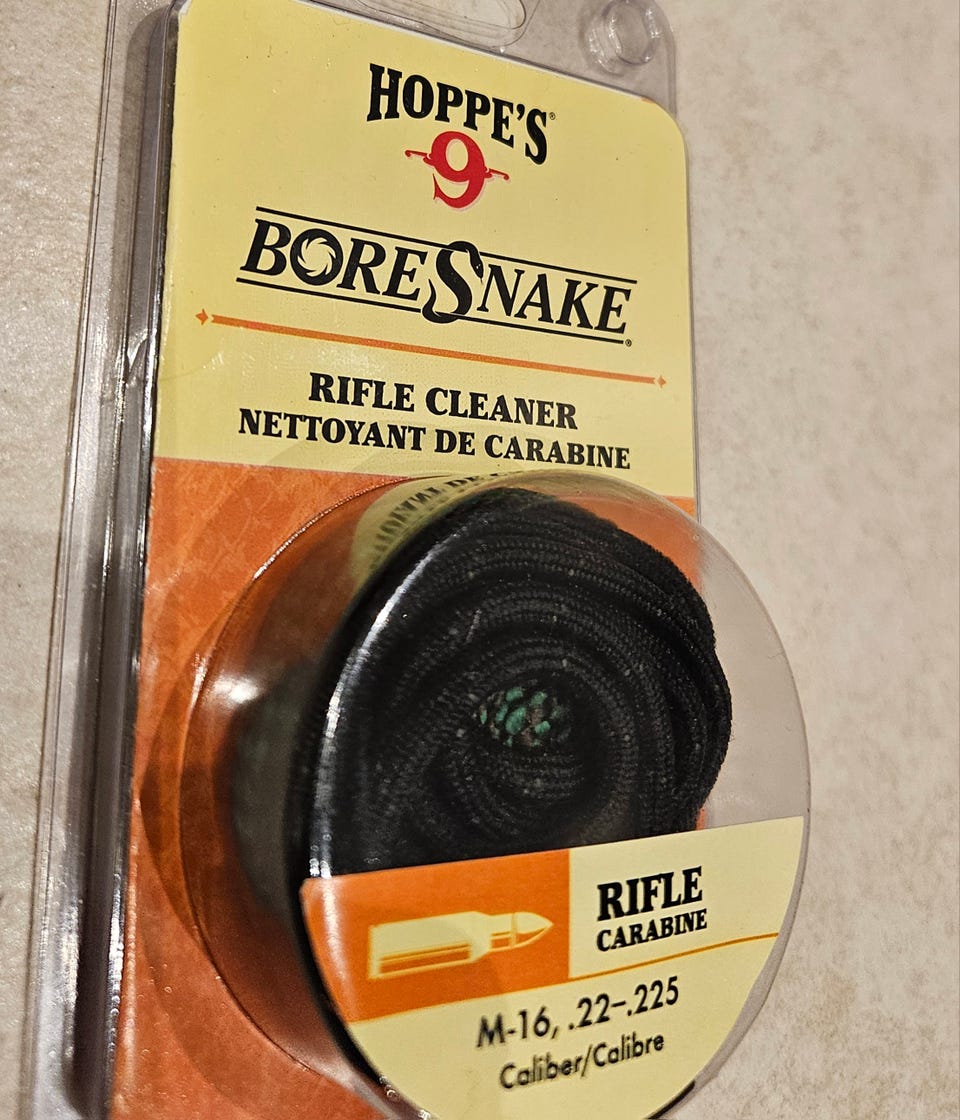 HOPPE'S®
9
BORESNAKE®
RIFLE CLEANER
NETTOYANT DE CARABINE
RIFLE
CARABINE
M-16, .22–.225
Caliber/Calibre